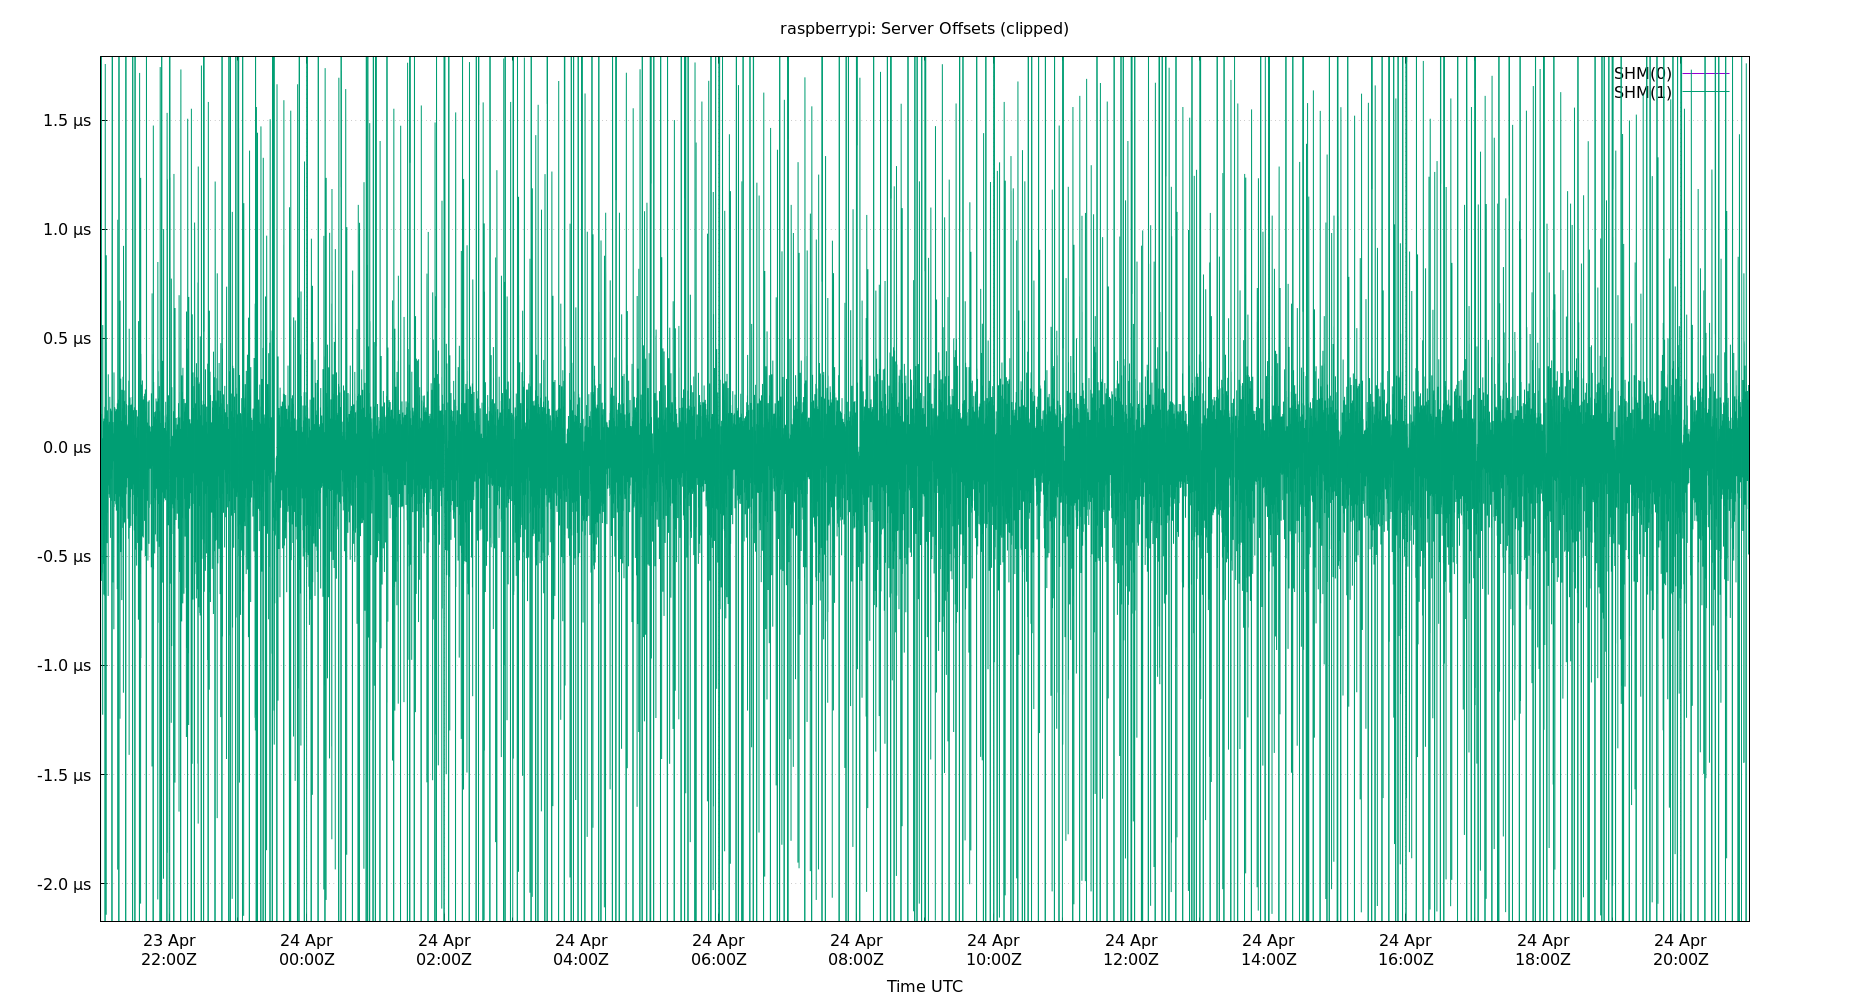 raspberrypi: Server Offsets (clipped)
SHM(0)
SHM(1)
1.5 µs
1.0 µs
0.5 µs
0.0 µs
-0.5 µs
-1.0 µs
-1.5 µs
-2.0 µs
23 Apr 24 Apr 24 Apr 24 Apr 24 Apr 24 Apr 24 Apr 24 Apr 24 Apr 24 Apr 24 Apr 24 Apr
22:00Z 00:00Z 02:00Z 04:00Z 06:00Z 08:00Z 10:00Z 12:00Z 14:00Z 16:00Z 18:00Z 20:00Z
Time UTC